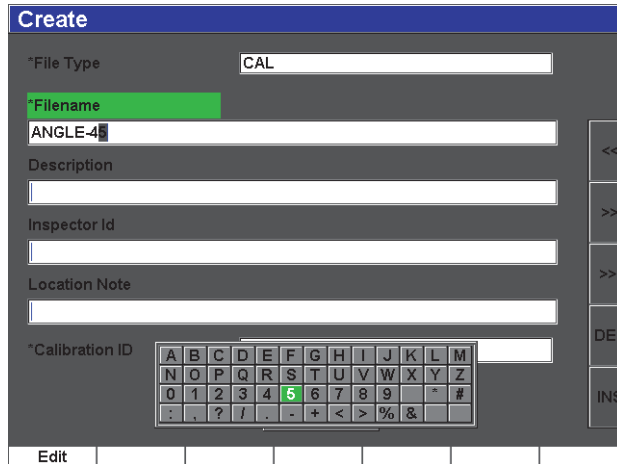 Create
*File Type CAL
*Filename
ANGLE-45
Description
Inspector Id
Location Note
*Calibration ID
A B C D E F G H I J K L M
N O P Q R S T U V W X Y Z
0 1 2 3 4 5 6 7 8 9 * #
: , ? / . - + < > % &
<<
>>
>>
DE
INS
Edit